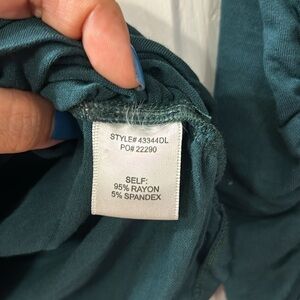 STYLE# 43344DL
PO# 22290
SELF:
95% RAYON
5% SPANDEX